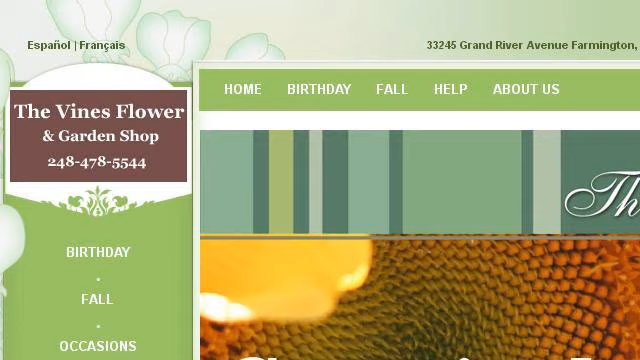 Español | Français
33245 Grand River Avenue Farmington,
HOME BIRTHDAY FALL HELP ABOUT US
The Vines Flower
& Garden Shop
248-478-5544
Th
BIRTHDAY
FALL
OCCASIONS